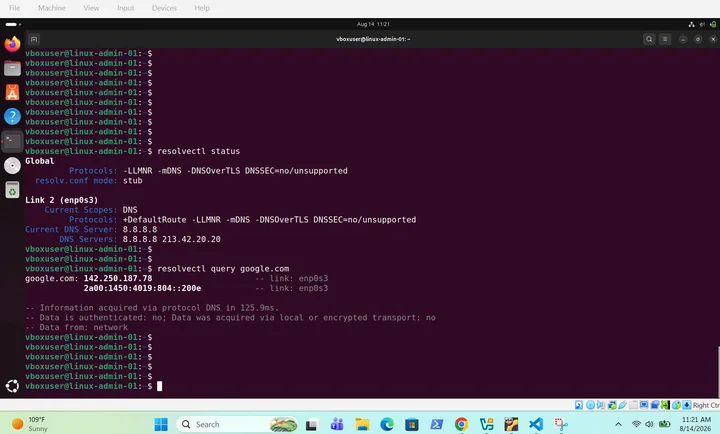 File Machine View Input Devices Help
Aug 14 11:21
vboxuser@linux-admin-01: ~
vboxuser@linux-admin-01:~$
vboxuser@linux-admin-01:~$
vboxuser@linux-admin-01:~$
vboxuser@linux-admin-01:~$
vboxuser@linux-admin-01:~$
vboxuser@linux-admin-01:~$
vboxuser@linux-admin-01:~$
vboxuser@linux-admin-01:~$
vboxuser@linux-admin-01:~$
vboxuser@linux-admin-01:~$
vboxuser@linux-admin-01:~$ resolvectl status
Global
Protocols: -LLMNR -mDNS -DNSOverTLS DNSSEC=no/unsupported
resolv.conf mode: stub
Link 2 (enp0s3)
Current Scopes: DNS
Protocols: +DefaultRoute -LLMNR -mDNS -DNSOverTLS DNSSEC=no/unsupported
Current DNS Server: 8.8.8.8
DNS Servers: 8.8.8.8 213.42.20.20
vboxuser@linux-admin-01:~$
vboxuser@linux-admin-01:~$
vboxuser@linux-admin-01:~$ resolvectl query google.com
google.com: 142.250.187.78 -- link: enp0s3
2a00:1450:4019:804::200e -- link: enp0s3
-- Information acquired via protocol DNS in 125.9ms.
-- Data is authenticated: no; Data was acquired via local or encrypted transport: no
-- Data from: network
vboxuser@linux-admin-01:~$
vboxuser@linux-admin-01:~$
vboxuser@linux-admin-01:~$
vboxuser@linux-admin-01:~$
vboxuser@linux-admin-01:~$
vboxuser@linux-admin-01:~$
Right Ctrl
109°F
Sunny
Search
11:21 AM
8/14/2026